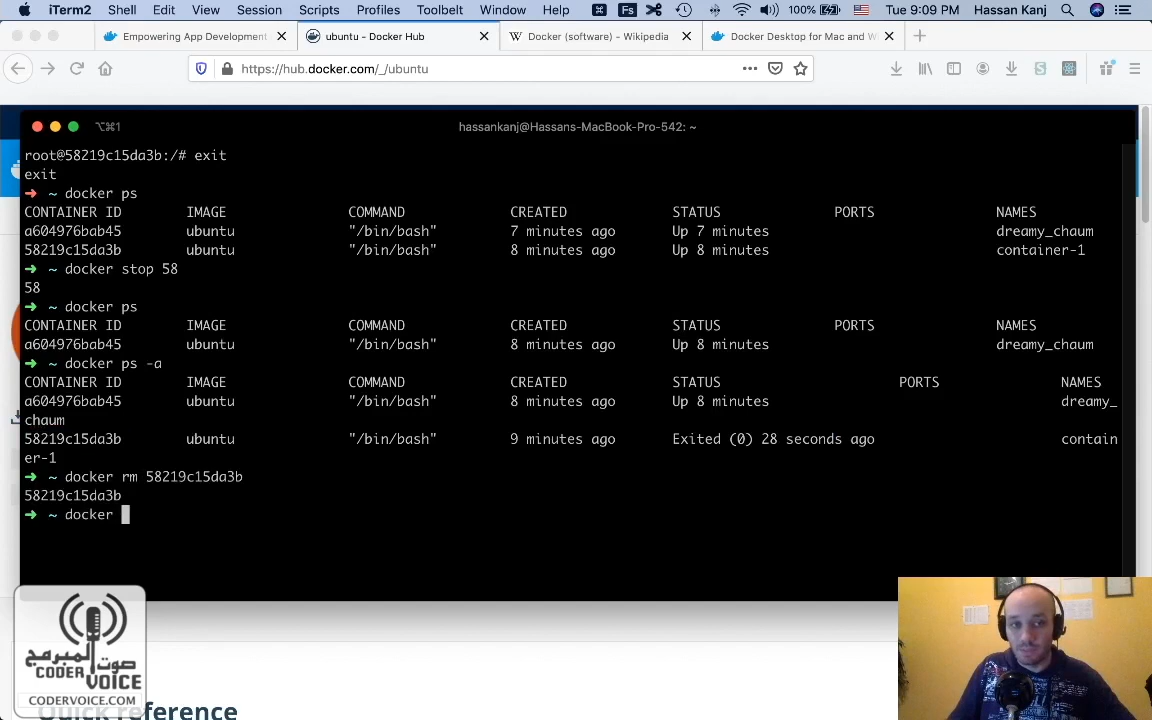 iTerm2 Shell Edit View Session Scripts Profiles Toolbelt Window Help Fs 100% Tue 9:09 PM Hassan Kanj
Empowering App Development ubuntu - Docker Hub W Docker (software) - Wikipedia Docker Desktop for Mac and W
https://hub.docker.com/_/ubuntu
⌥⌘1 hassankanj@Hassans-MacBook-Pro-542: ~
root@58219c15da3b:/# exit
exit
➜ ~ docker ps
CONTAINER ID IMAGE COMMAND CREATED STATUS PORTS NAMES
a604976bab45 ubuntu "/bin/bash" 7 minutes ago Up 7 minutes dreamy_chaum
58219c15da3b ubuntu "/bin/bash" 8 minutes ago Up 8 minutes container-1
➜ ~ docker stop 58
58
➜ ~ docker ps
CONTAINER ID IMAGE COMMAND CREATED STATUS PORTS NAMES
a604976bab45 ubuntu "/bin/bash" 8 minutes ago Up 8 minutes dreamy_chaum
➜ ~ docker ps -a
CONTAINER ID IMAGE COMMAND CREATED STATUS PORTS NAMES
a604976bab45 ubuntu "/bin/bash" 8 minutes ago Up 8 minutes dreamy_
chaum
58219c15da3b ubuntu "/bin/bash" 9 minutes ago Exited (0) 28 seconds ago contain
er-1
➜ ~ docker rm 58219c15da3b
58219c15da3b
➜ ~ docker
صوت المبرمج
CODER VOICE
CODERVOICE.COM
Quick reference